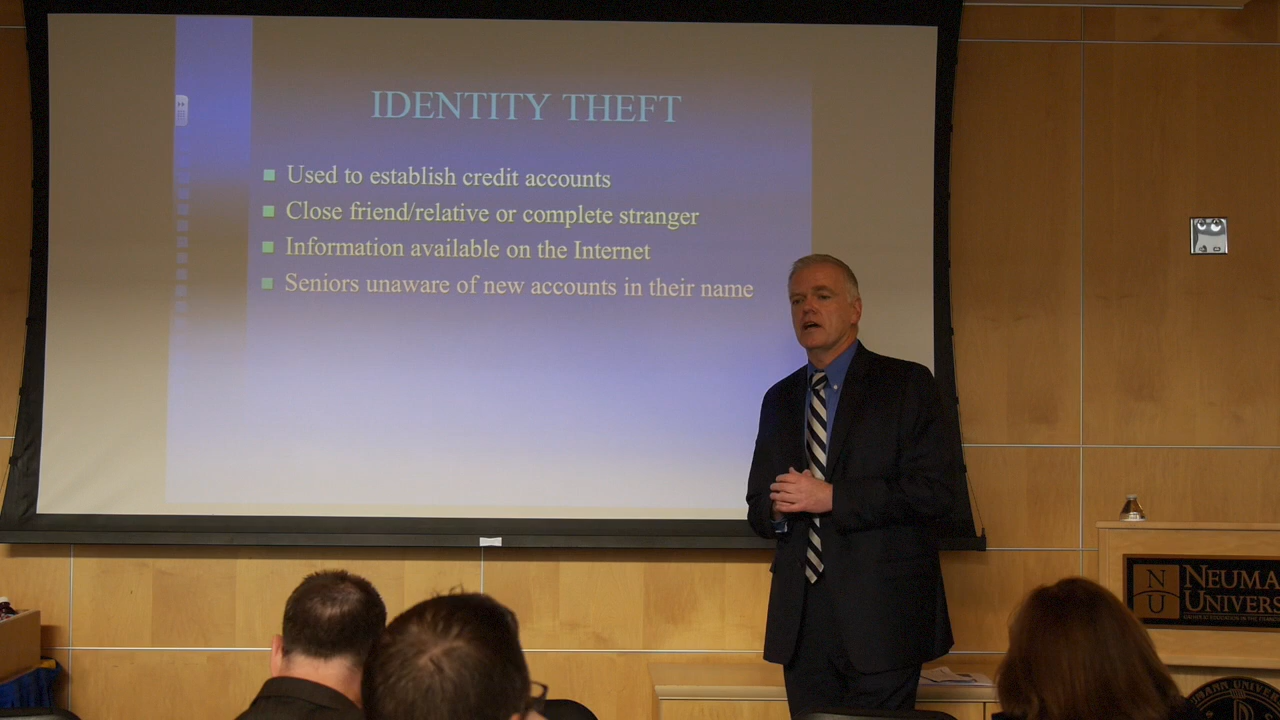 IDENTITY THEFT
Used to establish credit accounts
Close friend/relative or complete stranger
Information available on the Internet
Seniors unaware of new accounts in their name
NU
NEUMA
UNIVERS